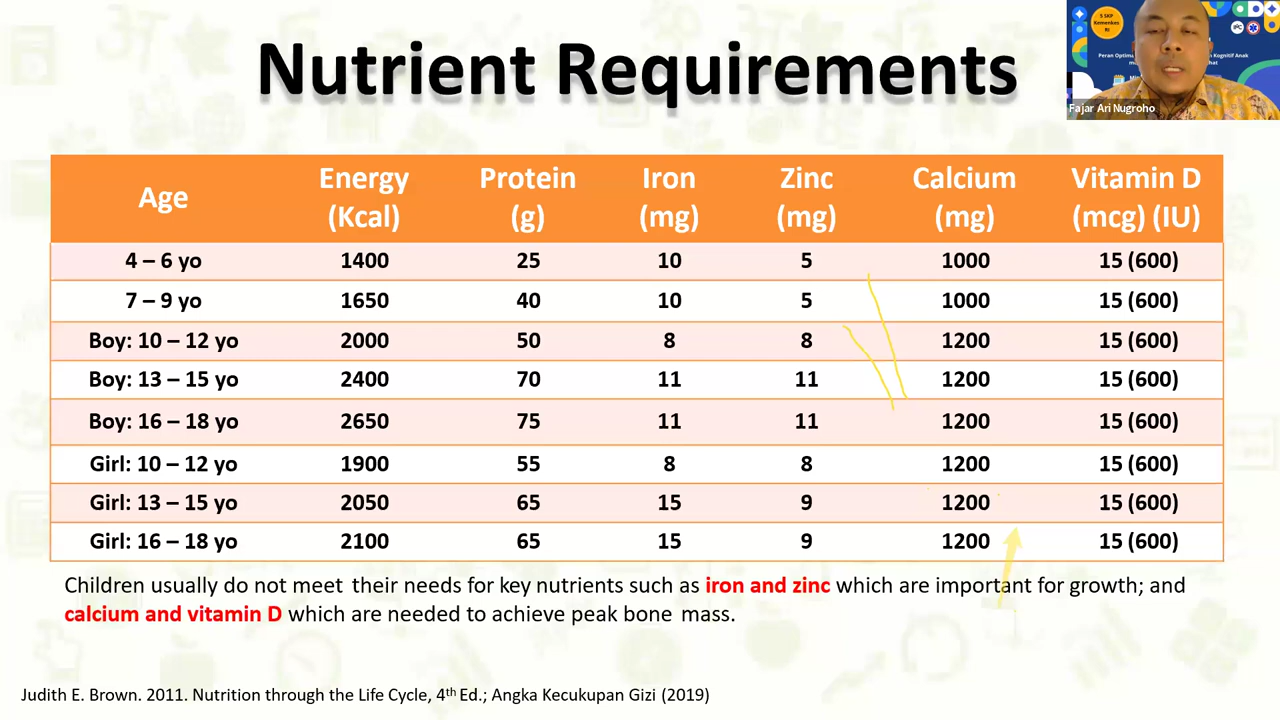 Nutrient Requirements
5 SKP
Kemenkes
RI
Fajar Ari Nugroho
Age Energy (Kcal) Protein (g) Iron (mg) Zinc (mg) Calcium (mg) Vitamin D (mcg) (IU)
4 – 6 yo 1400 25 10 5 1000 15 (600)
7 – 9 yo 1650 40 10 5 1000 15 (600)
Boy: 10 – 12 yo 2000 50 8 8 1200 15 (600)
Boy: 13 – 15 yo 2400 70 11 11 1200 15 (600)
Boy: 16 – 18 yo 2650 75 11 11 1200 15 (600)
Girl: 10 – 12 yo 1900 55 8 8 1200 15 (600)
Girl: 13 – 15 yo 2050 65 15 9 1200 15 (600)
Girl: 16 – 18 yo 2100 65 15 9 1200 15 (600)
Children usually do not meet their needs for key nutrients such as iron and zinc which are important for growth; and
calcium and vitamin D which are needed to achieve peak bone mass.
Judith E. Brown. 2011. Nutrition through the Life Cycle, 4th Ed.; Angka Kecukupan Gizi (2019)